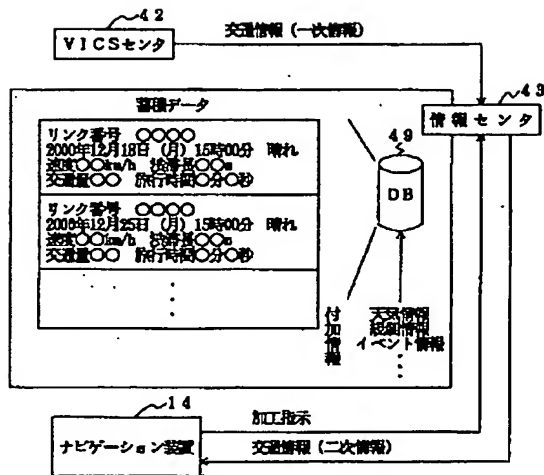 42
VICSセンタ
交通情報（一次情報）
43
情報センタ
蓄積データ
リンク番号 ○○○○
2000年12月18日（月）15時00分 晴れ
速度○○km/h 渋滞長○○m
交通量○○ 旅行時間○分○秒
リンク番号 ○○○○
2000年12月25日（月）15時00分 晴れ
速度○○km/h 渋滞長○○m
交通量○○ 旅行時間○分○秒
49
DB
付加情報
天気情報
イベント情報
14
ナビゲーション装置
加工指示
交通情報（二次情報）